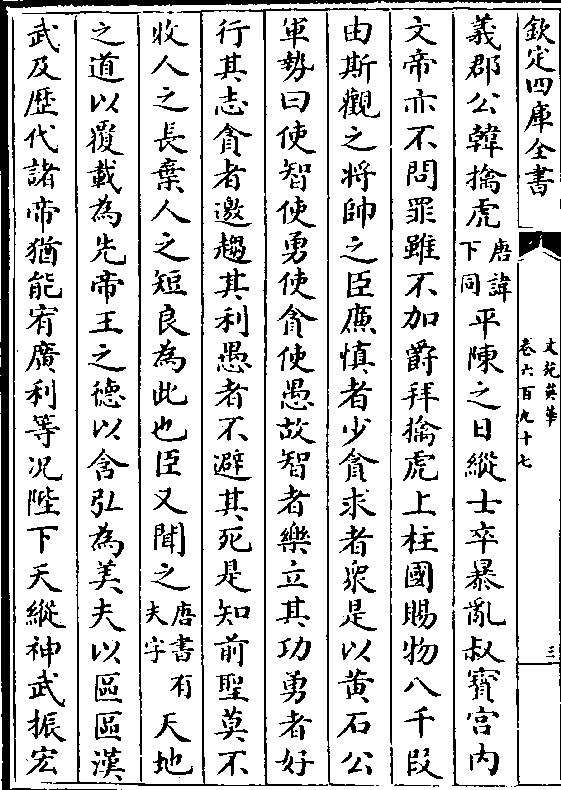 欽定四庫全書
文苑英華
卷六百九十七
三
義郡公韓擒虎唐諱下同平陳之日縱士卒暴亂叔寳宫内
文帝亦不問罪雖不加爵拜擒虎上柱國賜物八千段
由斯觀之將帥之臣廉慎者少貪求者衆是以黄石公
軍勢曰使智使勇使貪使愚故智者樂立其功勇者好
行其志貪者邀趨其利愚者不避其死是知前聖莫不
收人之長棄人之短良為此也臣又聞之唐書有夫字天地
之道以覆載為先帝王之德以含弘為美夫以區區漢
武及歷代諸帝猶能宥廣利等况陛下天縱神武振宏